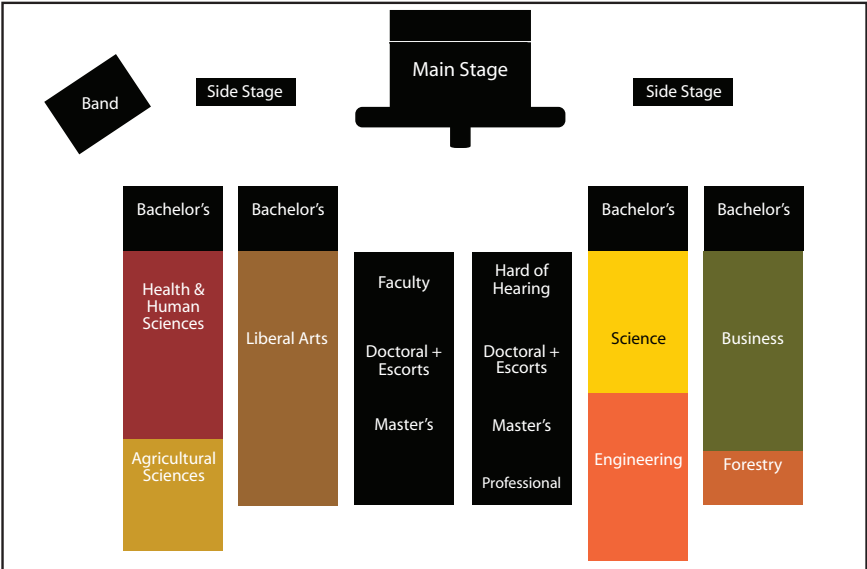 Main Stage
Band
Side Stage
Side Stage
Bachelor’s
Bachelor’s
Bachelor’s
Bachelor’s
Health &
Human
Sciences
Agricultural
Sciences
Liberal Arts
Faculty
Doctoral +
Escorts
Master’s
Hard of
Hearing
Doctoral +
Escorts
Master’s
Professional
Science
Engineering
Business
Forestry